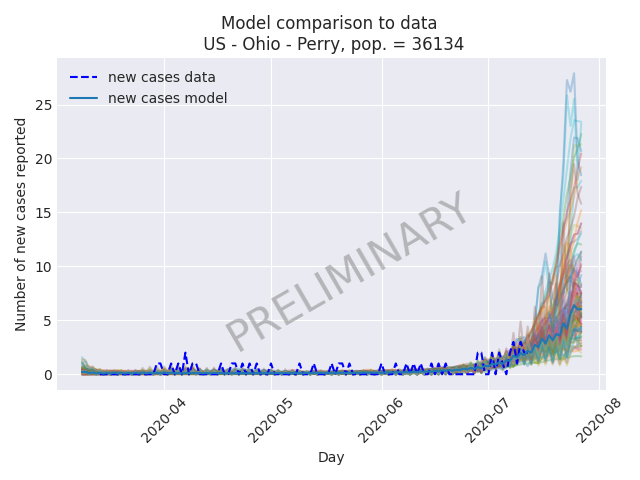 Model comparison to data
US - Ohio - Perry, pop. = 36134
new cases data
new cases model
Number of new cases reported
25
20
15
10
5
0
PRELIMINARY
2020-04
2020-05
2020-06
2020-07
2020-08
Day